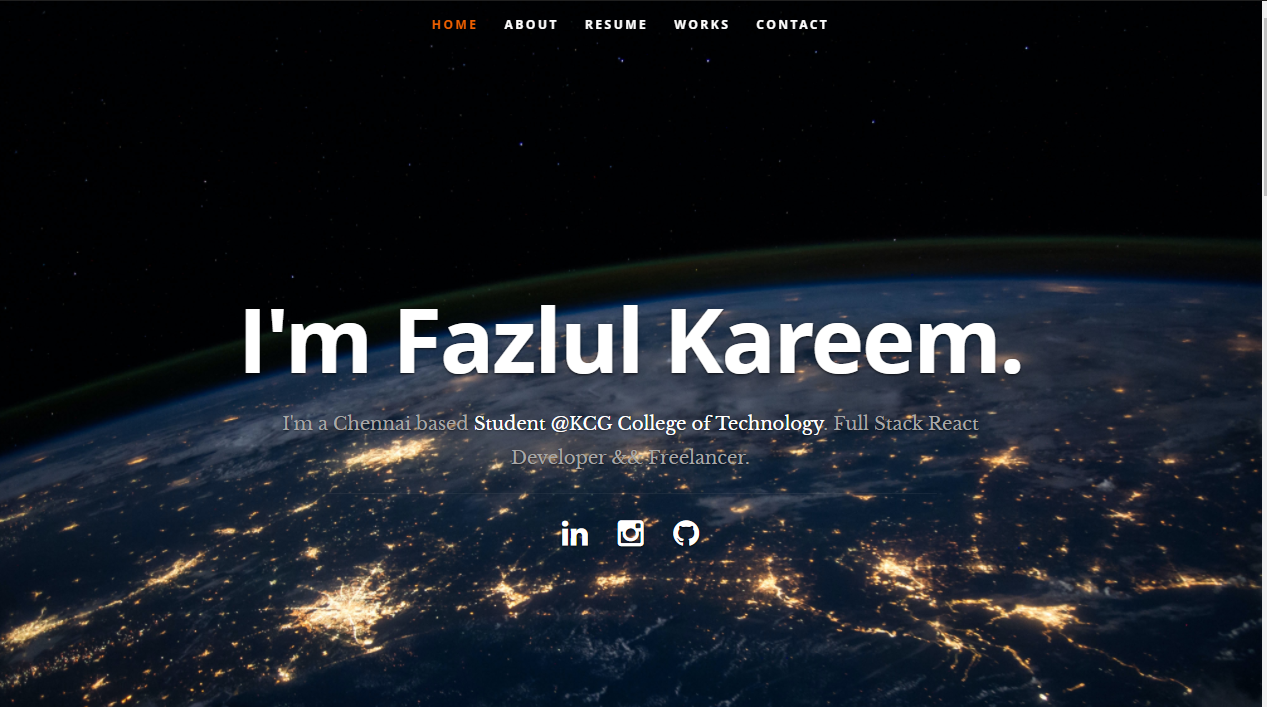 HOME ABOUT RESUME WORKS CONTACT
I'm Fazlul Kareem.
I'm a Chennai based Student @KCG College of Technology. Full Stack React
Developer && Freelancer.
in